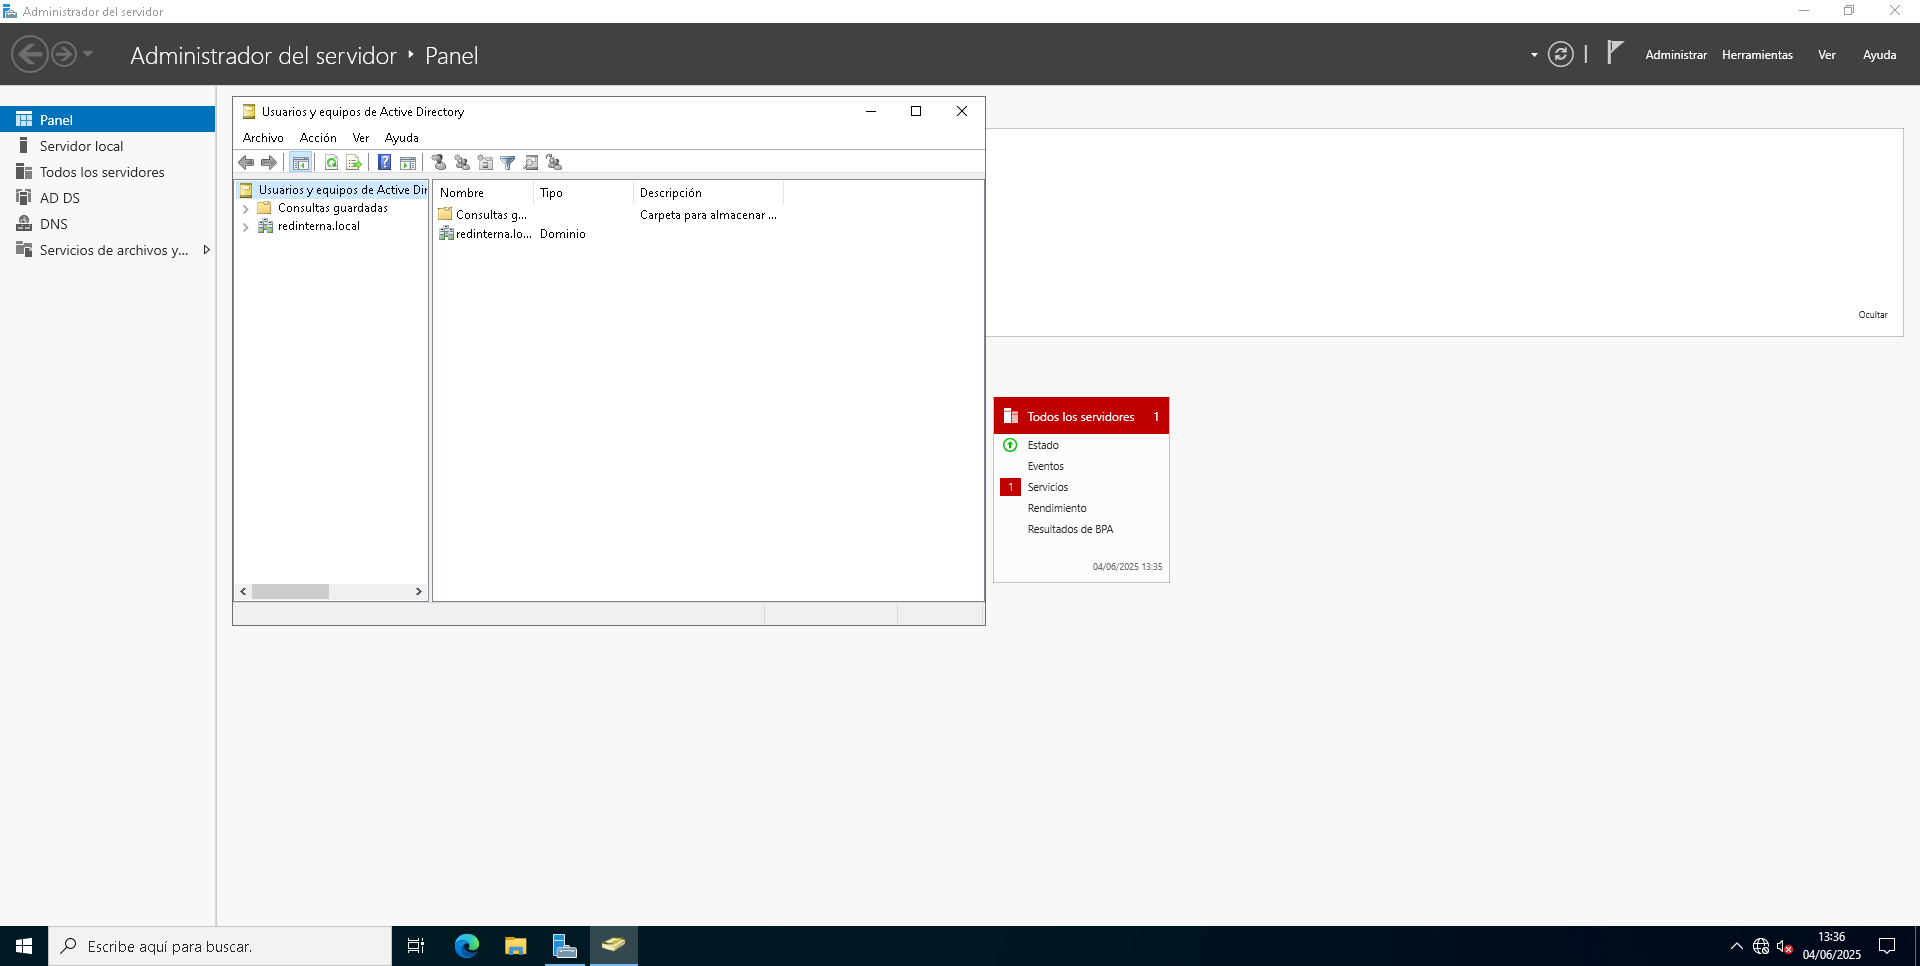 Administrador del servidor
Administrador del servidor ‣ Panel
Administrar Herramientas Ver Ayuda
Panel
Servidor local
Todos los servidores
AD DS
DNS
Servicios de archivos y...
Usuarios y equipos de Active Directory
Archivo Acción Ver Ayuda
Usuarios y equipos de Active Dir
Consultas guardadas
redinterna.local
Nombre Tipo Descripción
Consultas g... Carpeta para almacenar ...
redinterna.lo... Dominio
Ocultar
Todos los servidores 1
Estado
Eventos
1 Servicios
Rendimiento
Resultados de BPA
04/06/2025 13:35
Escribe aquí para buscar.
13:36
04/06/2025